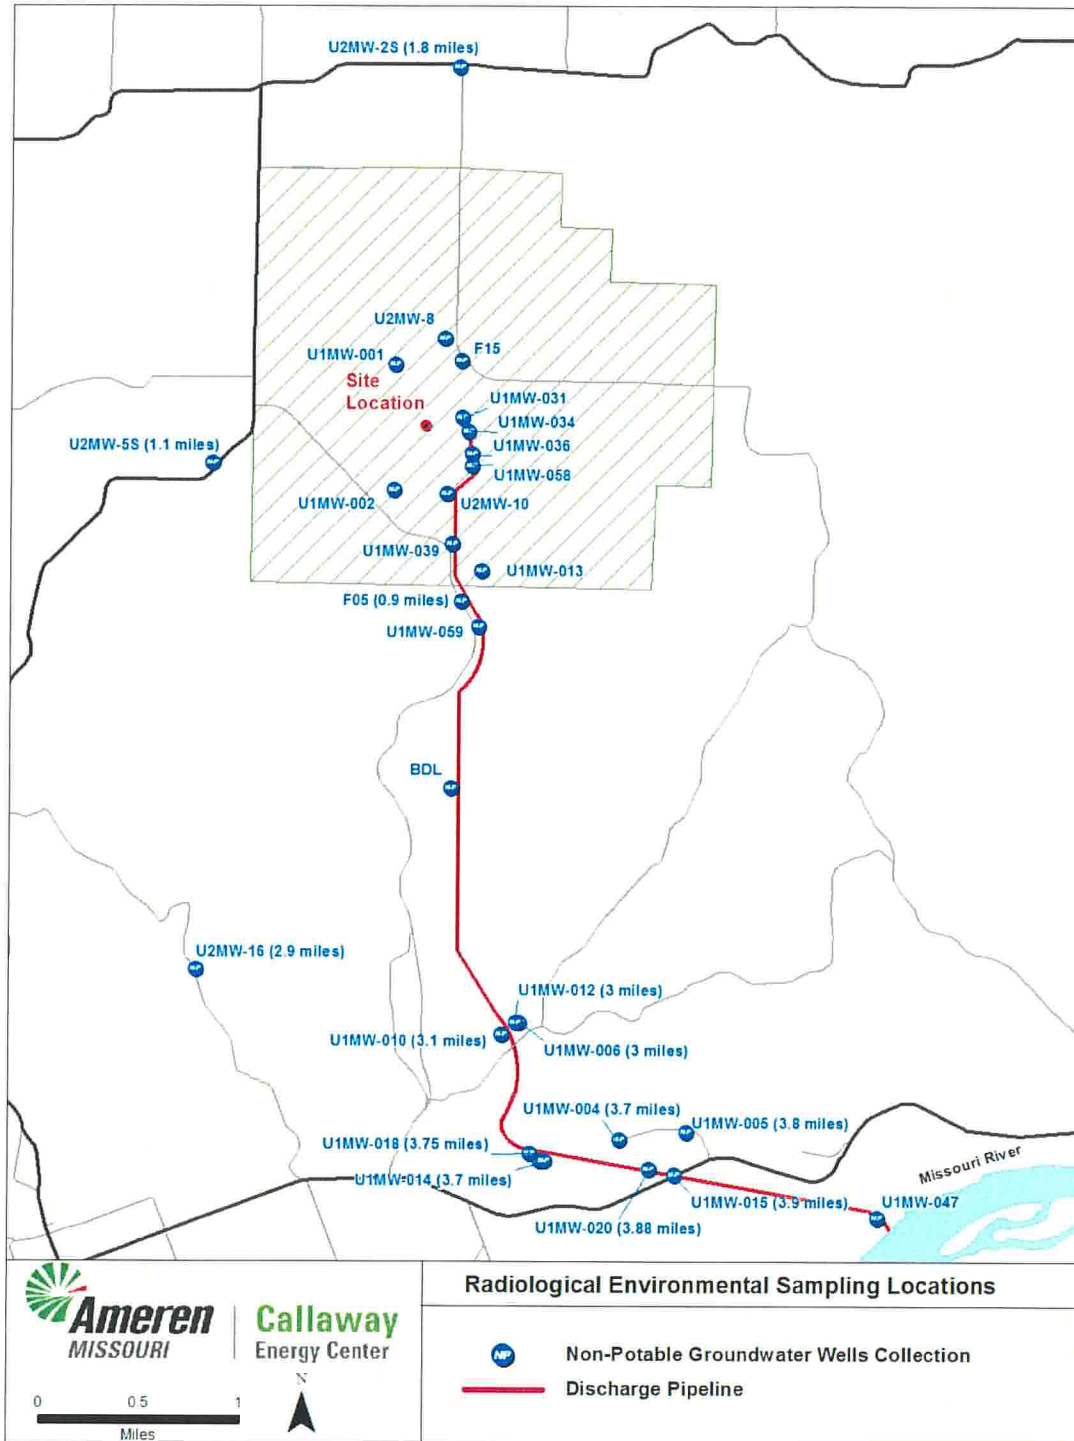 U2MW-2S (1.8 miles)
U2MW-8
F15
U1MW-001
Site
Location
U1MW-031
U1MW-034
U2MW-5S (1.1 miles)
U1MW-036
U1MW-058
U1MW-002
U2MW-10
U1MW-039
U1MW-013
F05 (0.9 miles)
U1MW-059
BDL
U2MW-16 (2.9 miles)
U1MW-012 (3 miles)
U1MW-010 (3.1 miles)
U1MW-006 (3 miles)
U1MW-004 (3.7 miles)
U1MW-005 (3.8 miles)
U1MW-018 (3.75 miles)
U1MW-014 (3.7 miles)
Missouri River
U1MW-015 (3.9 miles)
U1MW-047
U1MW-020 (3.88 miles)
Radiological Environmental Sampling Locations
Ameren
MISSOURI
Callaway
Energy Center
NP
Non-Potable Groundwater Wells Collection
Discharge Pipeline
N
0 0.5 1
Miles